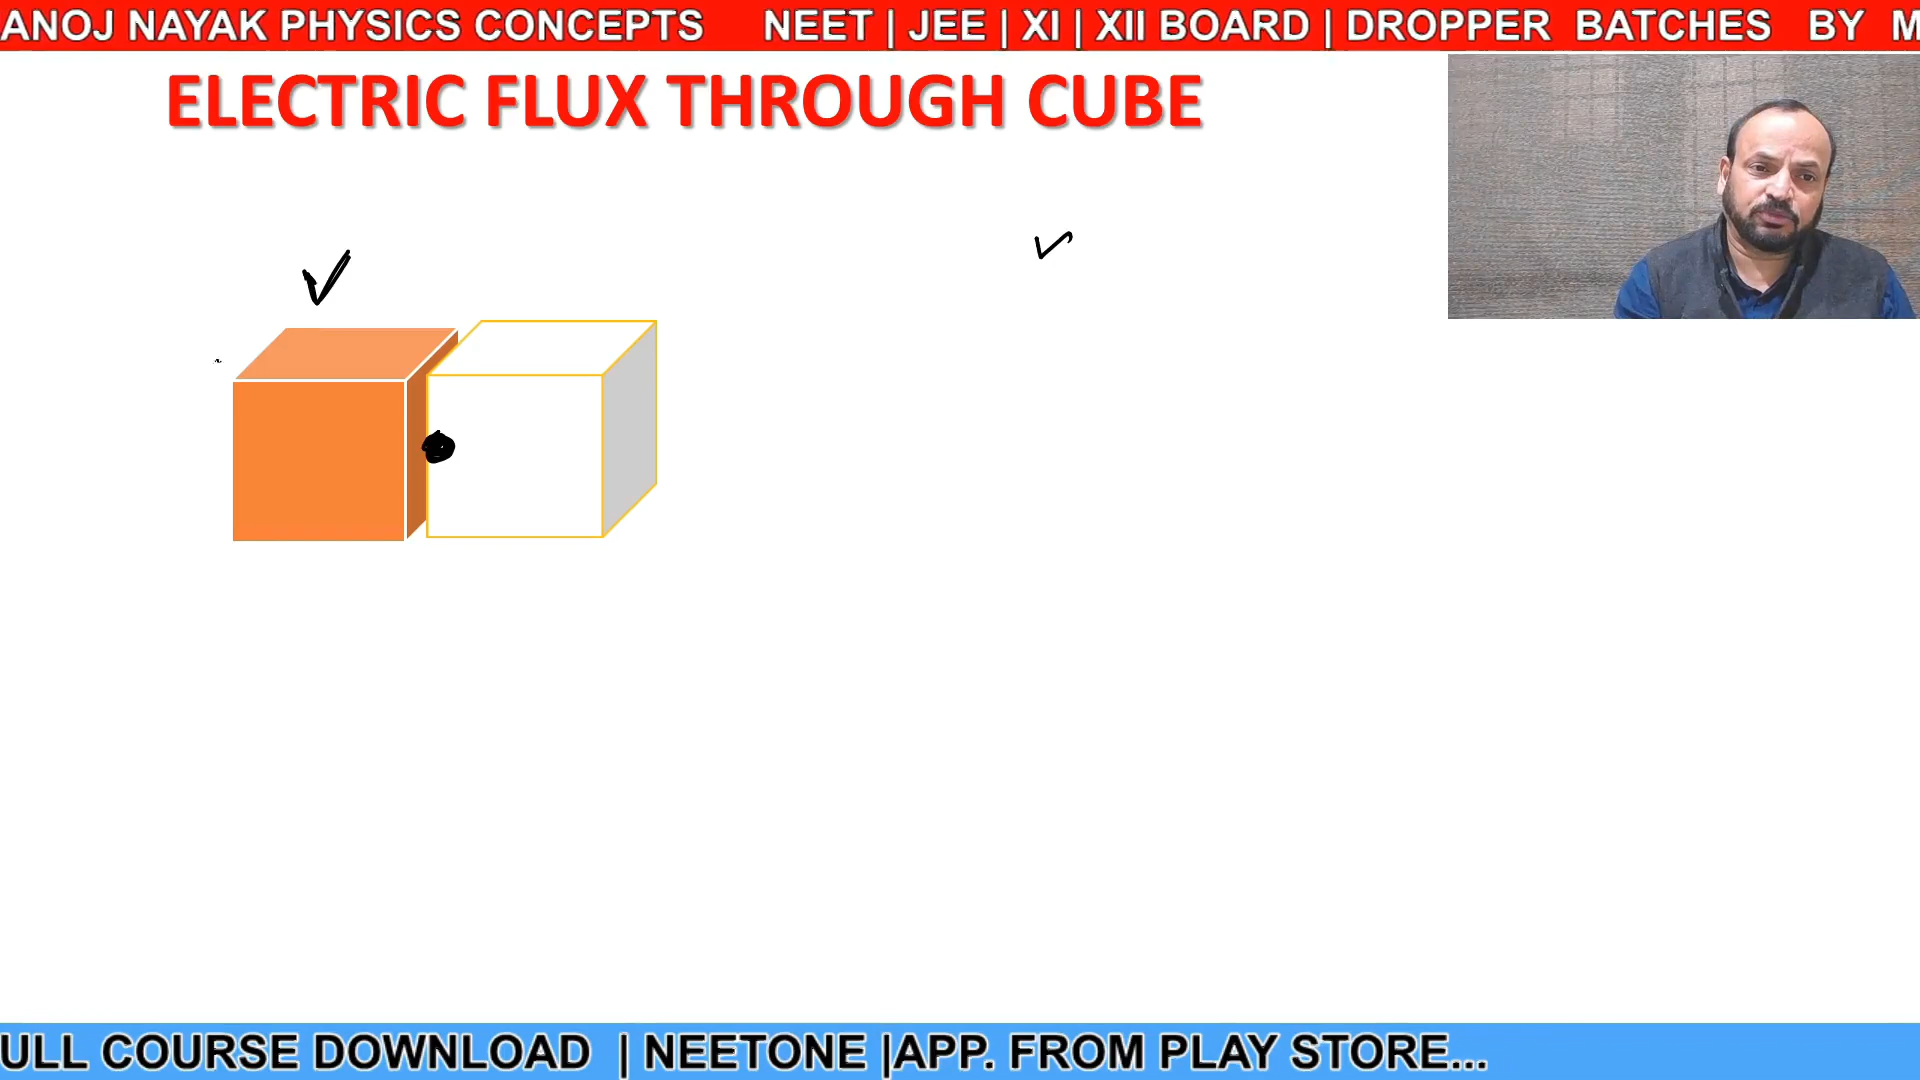 ANOJ NAYAK PHYSICS CONCEPTS NEET | JEE | XI | XII BOARD | DROPPER BATCHES BY M
ELECTRIC FLUX THROUGH CUBE
ULL COURSE DOWNLOAD | NEETONE |APP. FROM PLAY STORE...